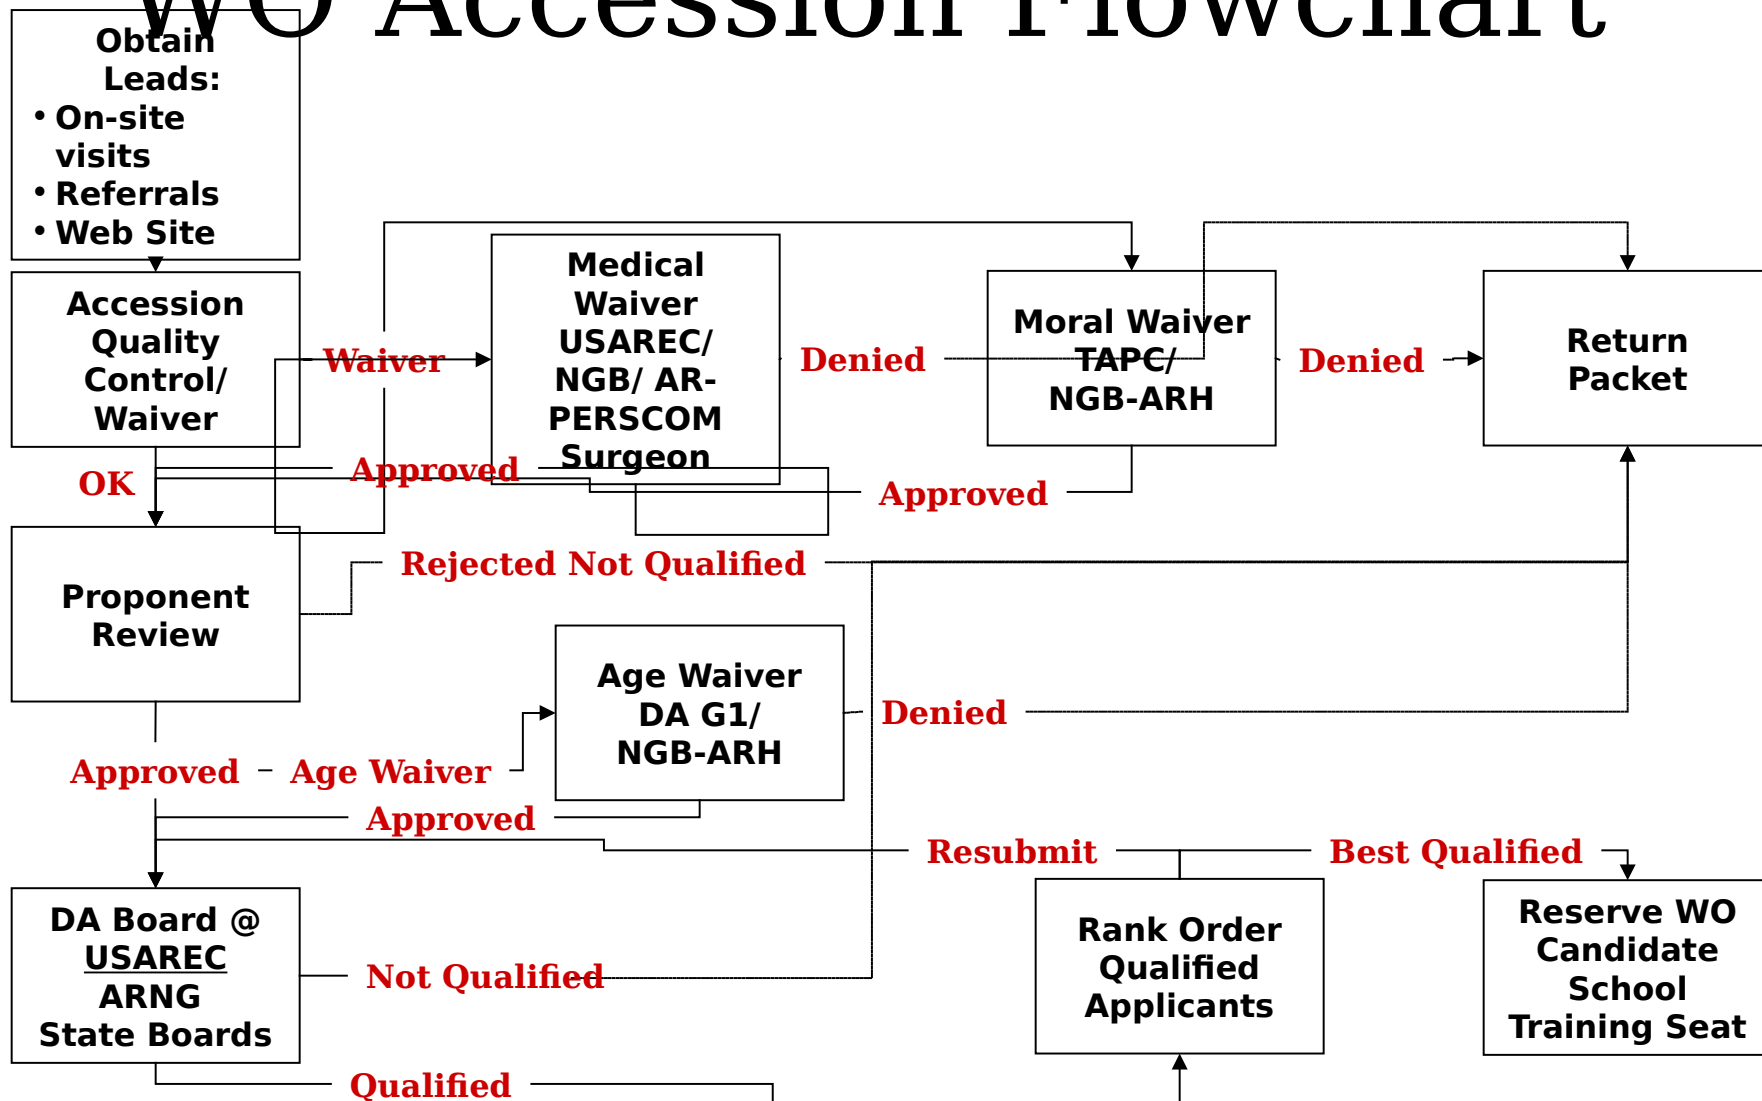 WO Accession Flowchart
Obtain
Leads:
• On-site
visits
• Referrals
• Web Site
Accession
Quality
Control/
Waiver
Waiver
Medical
Waiver
USAREC/
NGB/ AR-
PERSCOM
Surgeon
Denied
Moral Waiver
TAPC/
NGB-ARH
Denied
Return
Packet
OK
Approved
Approved
Rejected Not Qualified
Proponent
Review
Age Waiver
DA G1/
NGB-ARH
Denied
Approved
Age Waiver
Approved
Resubmit
Best Qualified
DA Board @
USAREC
ARNG
State Boards
Not Qualified
Rank Order
Qualified
Applicants
Reserve WO
Candidate
School
Training Seat
Qualified